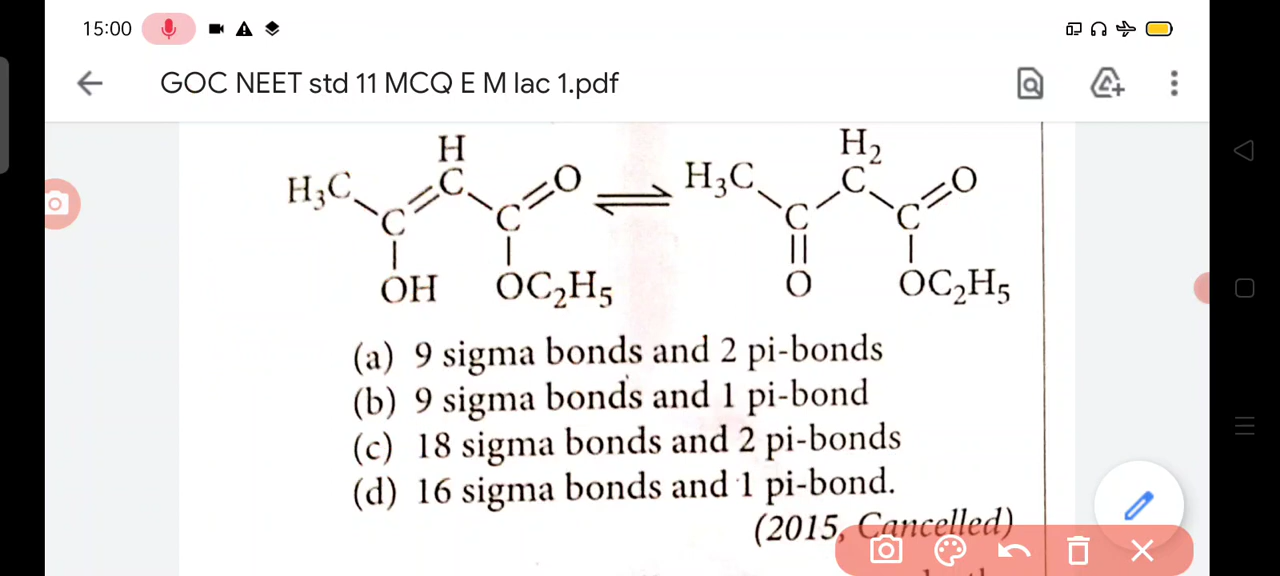 15:00
GOC NEET std 11 MCQ E M lac 1.pdf
H H₂
H₃C C O H₃C C O
C C C C
OH OC₂H₅ O OC₂H₅
(a) 9 sigma bonds and 2 pi-bonds
(b) 9 sigma bonds and 1 pi-bond
(c) 18 sigma bonds and 2 pi-bonds
(d) 16 sigma bonds and 1 pi-bond.
(2015, Cancelled)